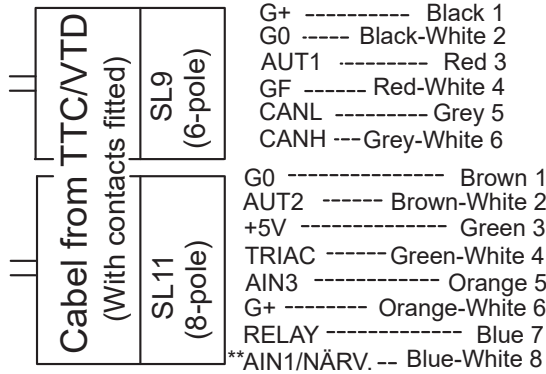 Cabel from TTC/VTD
(With contacts fitted)
SL9
(6-pole)
G+ ----------- Black 1
G0 ----- Black-White 2
AUT1 --------- Red 3
GF ------ Red-White 4
CANL ---------- Grey 5
CANH ---Grey-White 6
SL11
(8-pole)
G0 ---------------- Brown 1
AUT2 ------- Brown-White 2
+5V -------------- Green 3
TRIAC ------Green-White 4
AIN3 ------------ Orange 5
G+ ------- Orange-White 6
RELAY -------------- Blue 7
**AIN1/NÄRV. -- Blue-White 8